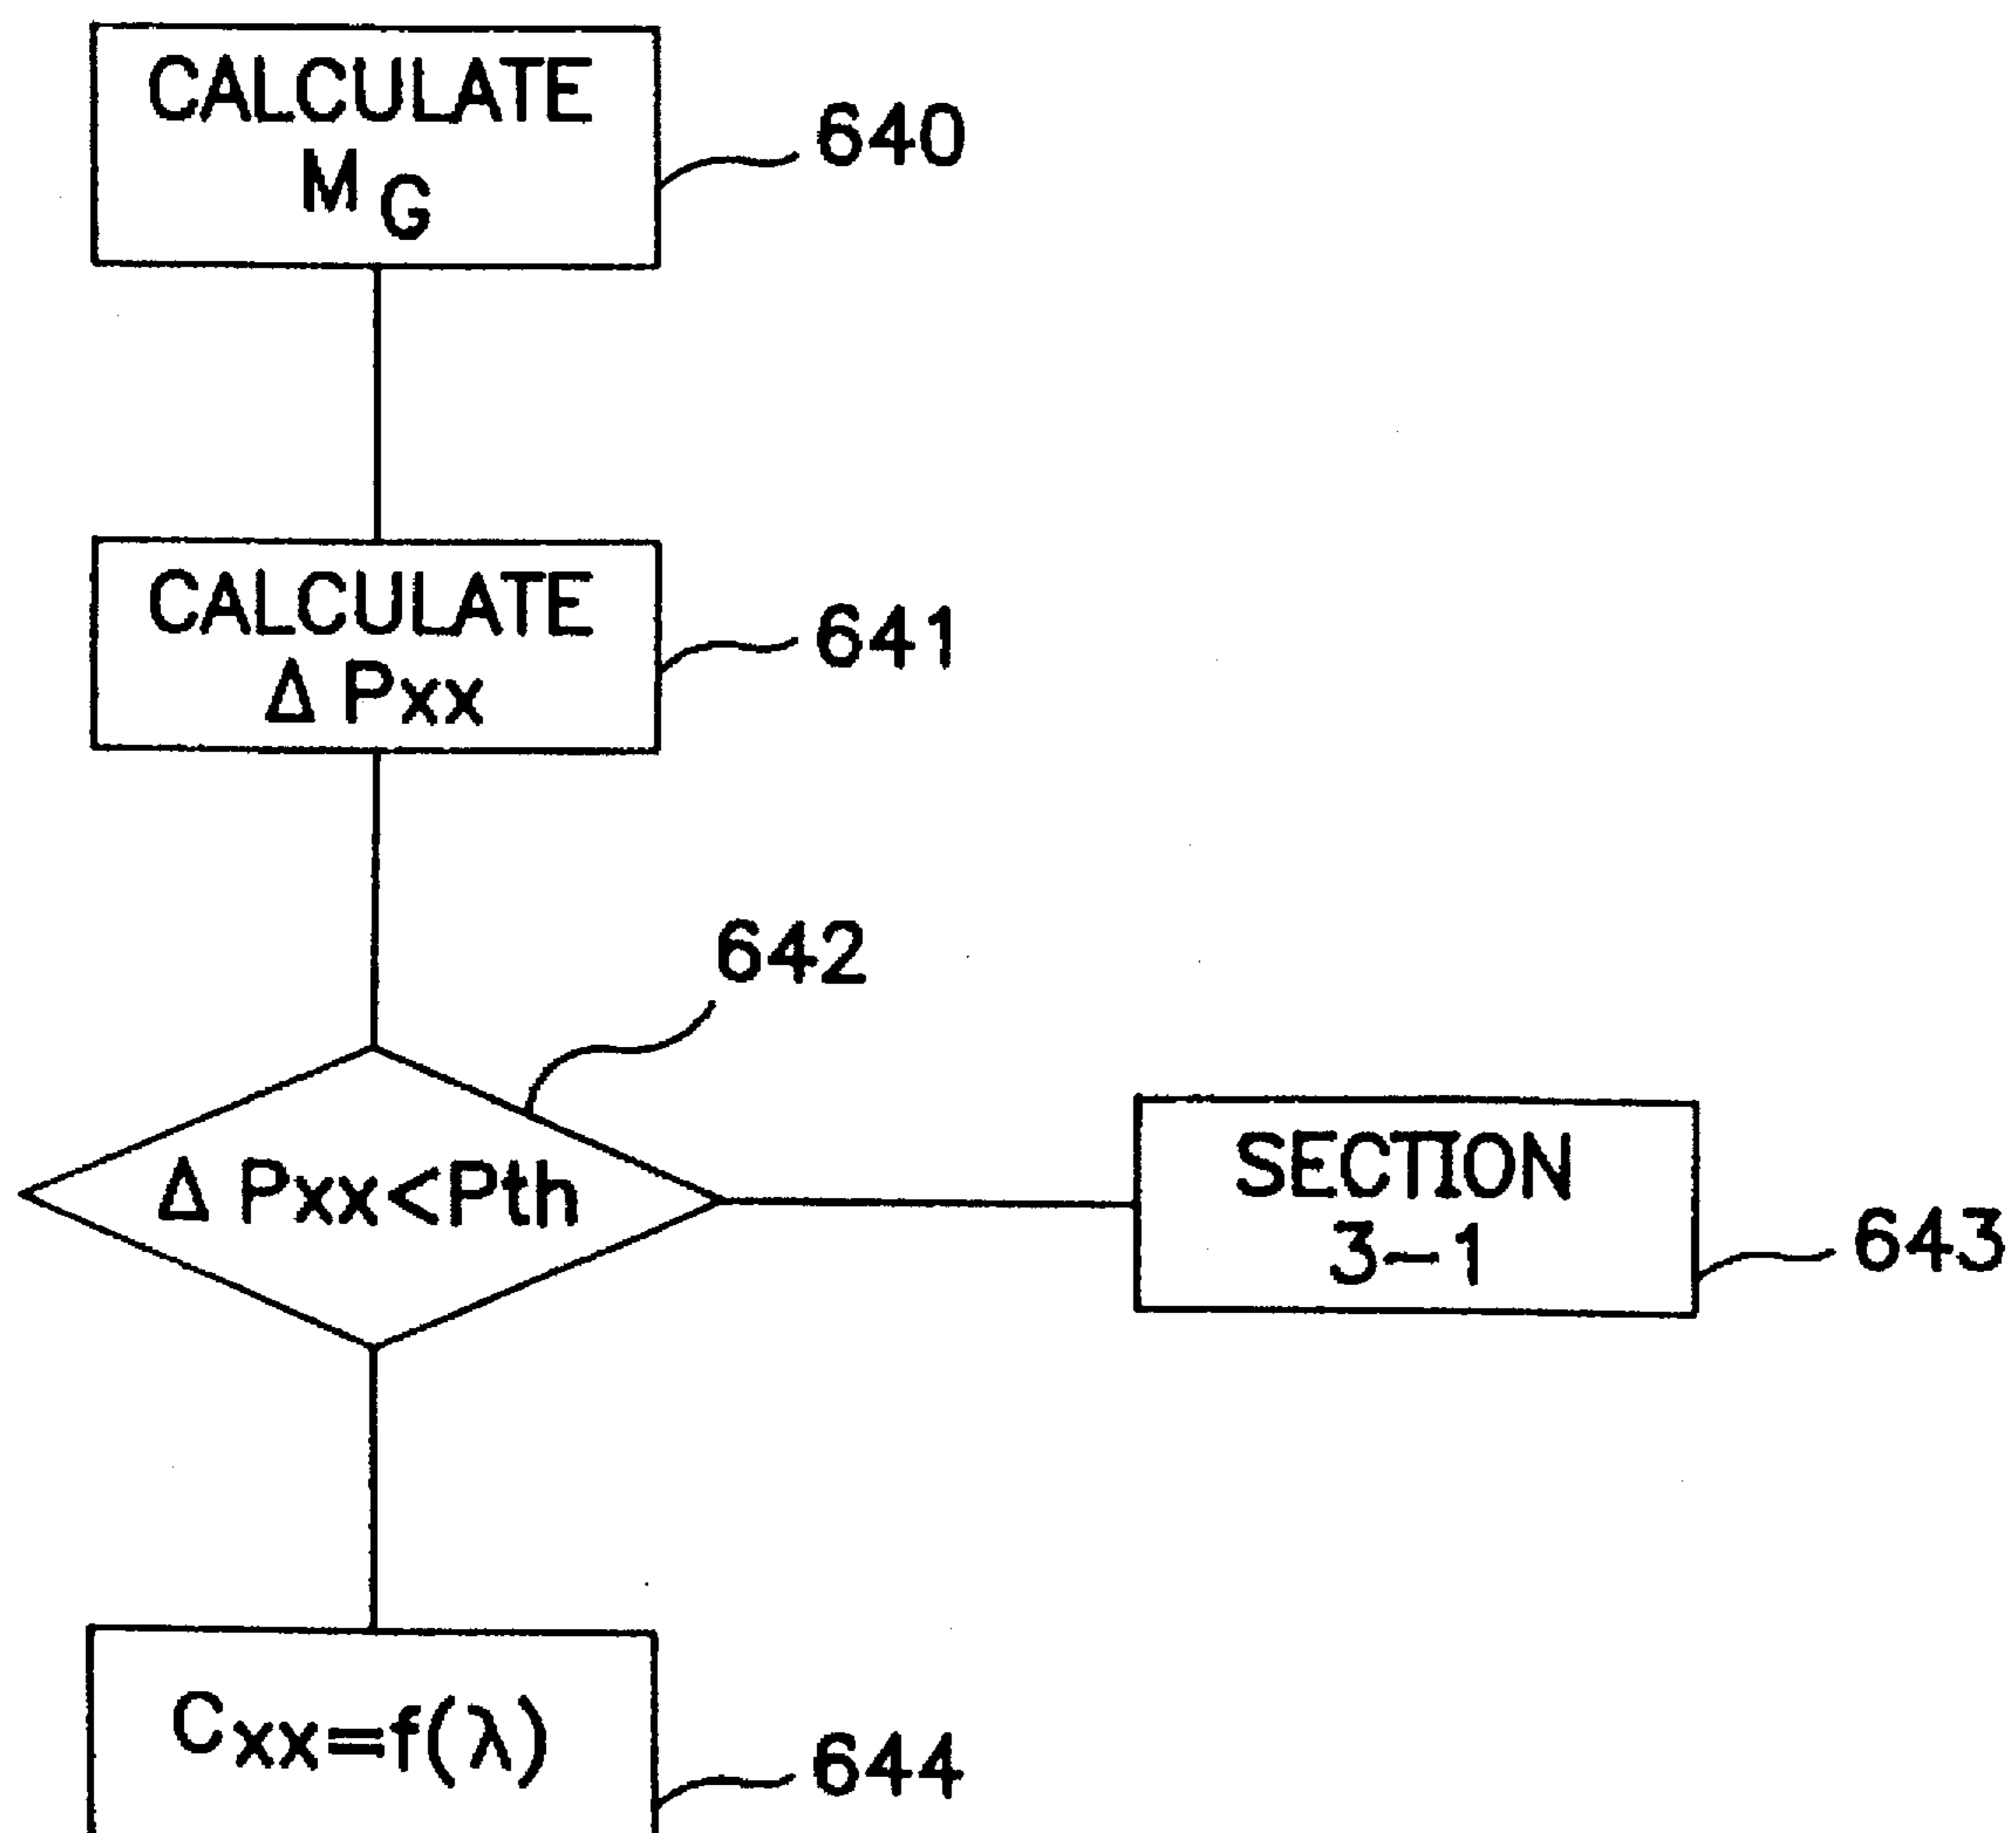 CALCULATE
M G
640
CALCULATE
Δ Pxx
641
642
Δ Pxx<Pth
SECTION
3-1
643
Cxx=f(λ)
644